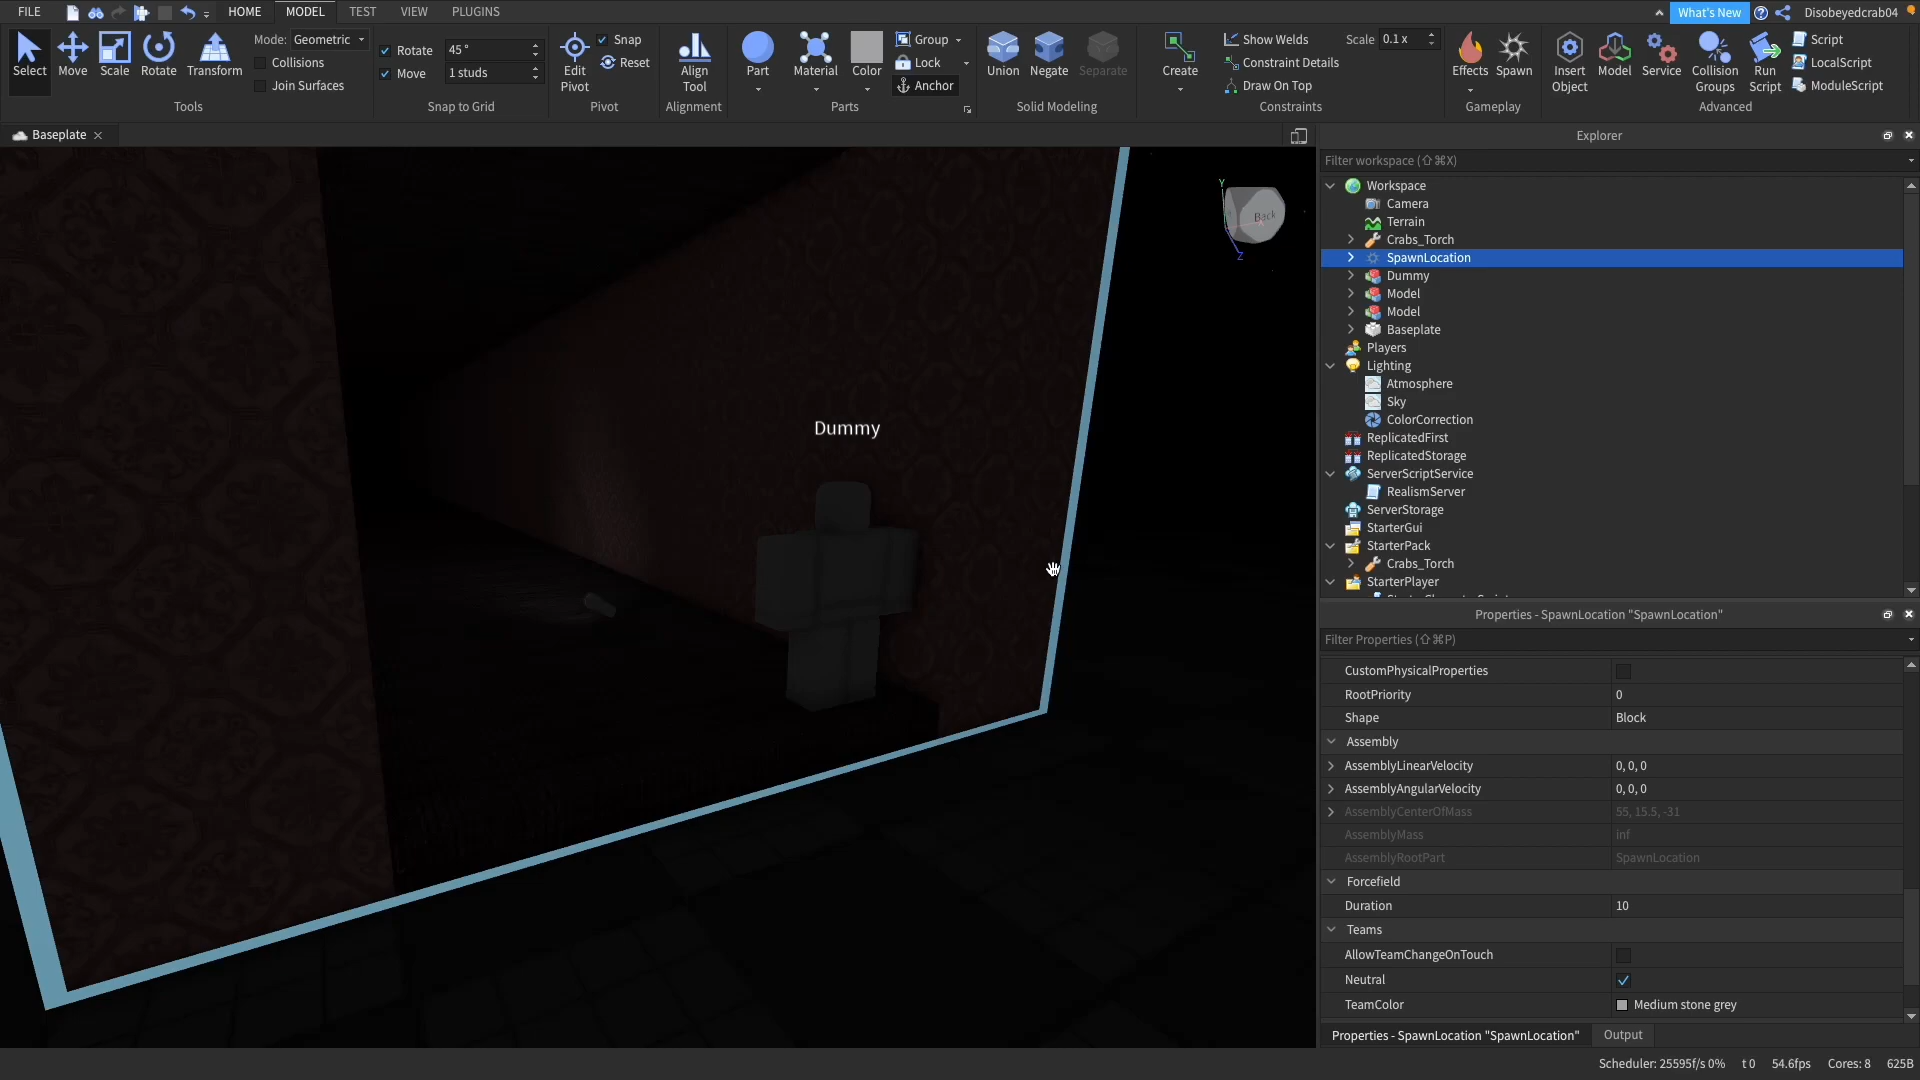 FILE HOME MODEL TEST VIEW PLUGINS What's New Disobeyedcrab04
Select Move Scale Rotate Transform
Mode: Geometric
Collisions
Join Surfaces
Tools
Rotate 45 °
Move 1 studs
Snap to Grid
Edit Pivot
Snap
Reset
Pivot
Align Tool
Alignment
Part Material Color
Group
Lock
Anchor
Parts
Union Negate Separate
Solid Modeling
Create
Show Welds
Constraint Details
Draw On Top
Scale 0.1 x
Constraints
Effects Spawn
Gameplay
Insert Object
Model
Service
Collision Groups
Run Script
Script
LocalScript
ModuleScript
Advanced
Baseplate
Y
Back
Z
Dummy
Explorer
Filter workspace (⇧⌘X)
Workspace
Camera
Terrain
Crabs_Torch
SpawnLocation
Dummy
Model
Model
Baseplate
Players
Lighting
Atmosphere
Sky
ColorCorrection
ReplicatedFirst
ReplicatedStorage
ServerScriptService
RealismServer
ServerStorage
StarterGui
StarterPack
Crabs_Torch
StarterPlayer
Properties - SpawnLocation "SpawnLocation"
Filter Properties (⇧⌘P)
CustomPhysicalProperties
RootPriority 0
Shape Block
Assembly
AssemblyLinearVelocity 0, 0, 0
AssemblyAngularVelocity 0, 0, 0
AssemblyCenterOfMass 55, 15.5, -31
AssemblyMass inf
AssemblyRootPart SpawnLocation
Forcefield
Duration 10
Teams
AllowTeamChangeOnTouch
Neutral
TeamColor Medium stone grey
Properties - SpawnLocation "SpawnLocation" Output
Scheduler: 25595f/s 0% t 0 54.6fps Cores: 8 625B